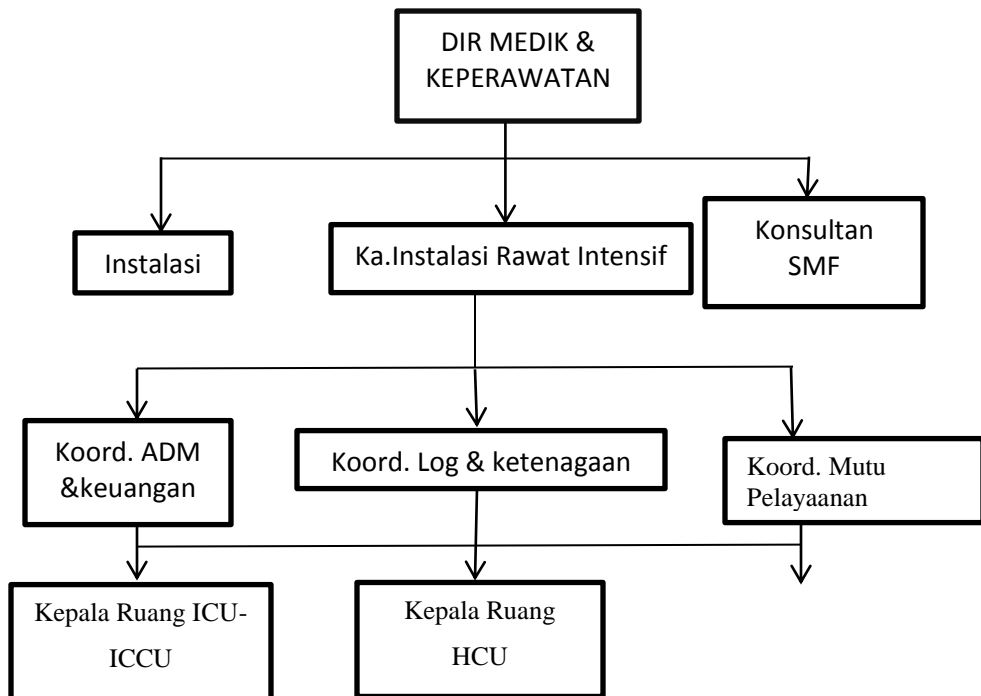 DIR MEDIK &
KEPERAWATAN
Instalasi
Ka.Instalasi Rawat Intensif
Konsultan
SMF
Koord. ADM
&keuangan
Koord. Log & ketenagaan
Koord. Mutu
Pelayaanan
Kepala Ruang ICU-
ICCU
Kepala Ruang
HCU